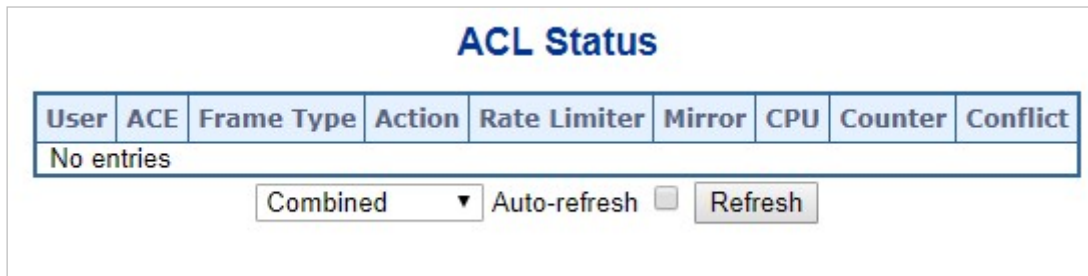 ACL Status
User ACE Frame Type Action Rate Limiter Mirror CPU Counter Conflict
No entries
Combined Auto-refresh Refresh